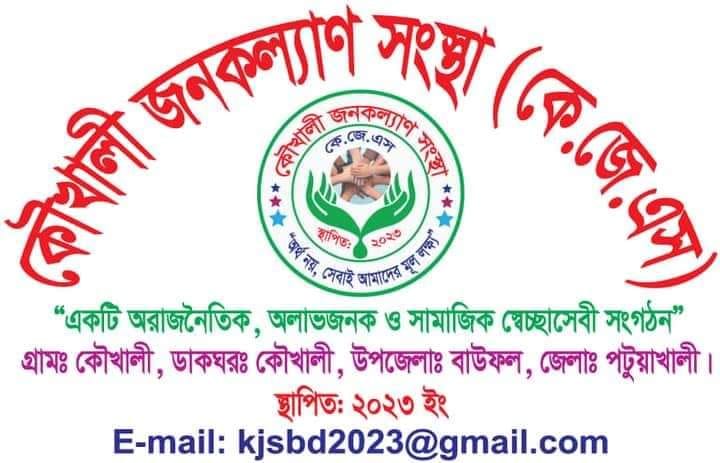 কৌখালী জনকল্যাণ সংস্থা (কে.জে.এস)
কৌখালী জনকল্যাণ সংস্থা
কে.জে.এস
স্থাপিত: ২০২৩
“অর্থ নয়, সেবাই আমাদের মূল লক্ষ্য”
“একটি অরাজনৈতিক, অলাভজনক ও সামাজিক স্বেচ্ছাসেবী সংগঠন”
গ্রামঃ কৌখালী, ডাকঘরঃ কৌখালী, উপজেলাঃ বাউফল, জেলাঃ পটুয়াখালী।
স্থাপিত: ২০২৩ ইং
E-mail: kjsbd2023@gmail.com